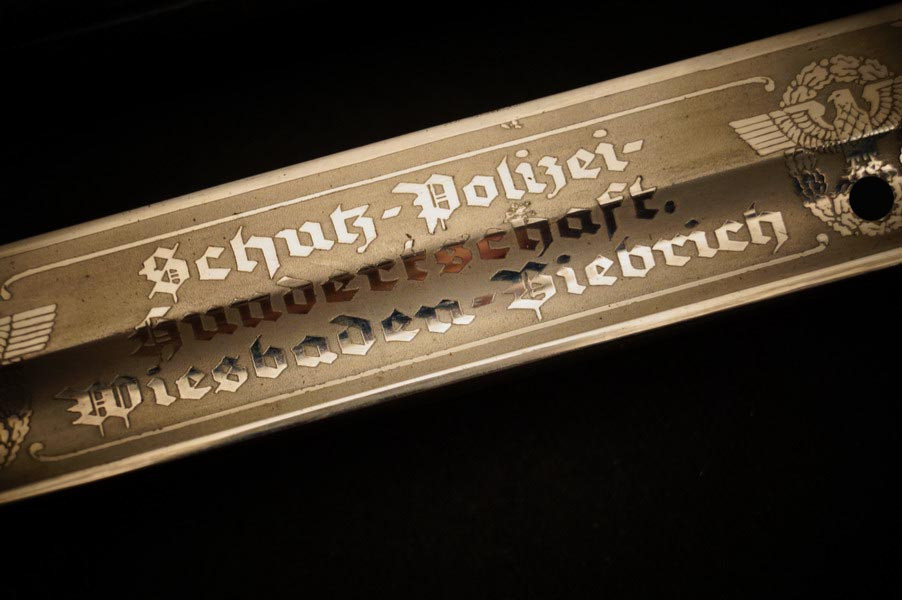 Schutz-Polizei-
Hundertschaft.
Wiesbaden-Biebrich